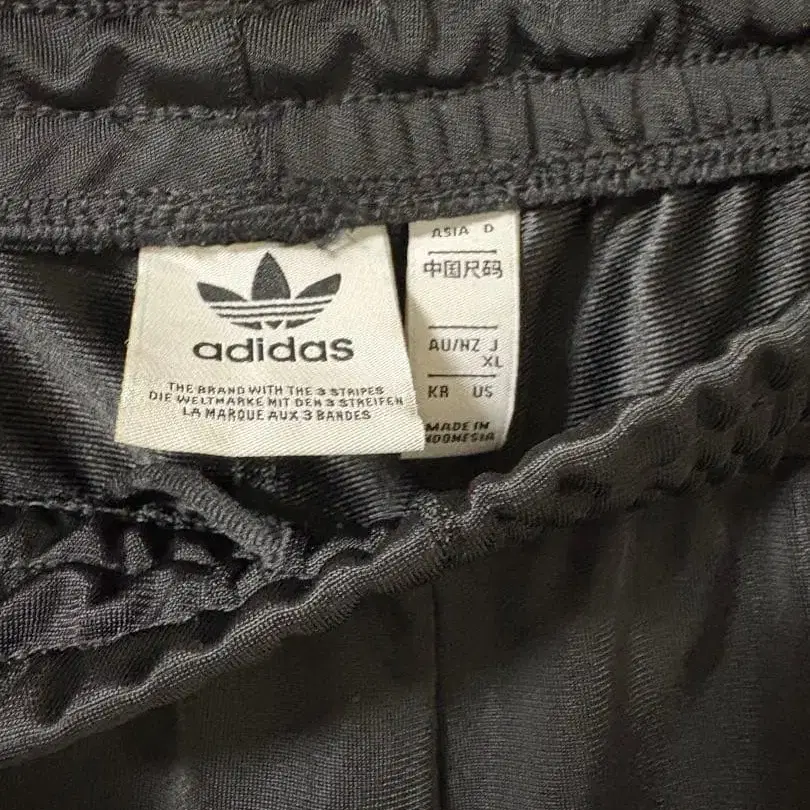 adidas
THE BRAND WITH THE 3 STRIPES
DIE WELTMARKE MIT DEN 3 STREIFEN
LA MARQUE AUX 3 BANDES
ASIA D
中国尺码
AU/NZ J
XL
KR US
MADE IN
INDONESIA